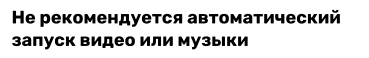 Не рекомендуется автоматический
запуск видео или музыки